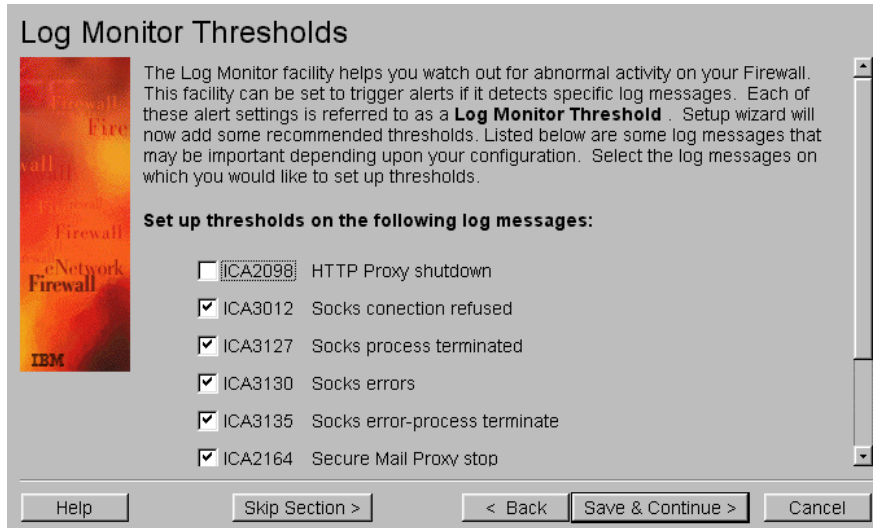 Log Monitor Thresholds
The Log Monitor facility helps you watch out for abnormal activity on your Firewall.
This facility can be set to trigger alerts if it detects specific log messages. Each of
these alert settings is referred to as a Log Monitor Threshold . Setup wizard will
now add some recommended thresholds. Listed below are some log messages that
may be important depending upon your configuration. Select the log messages on
which you would like to set up thresholds.
Firewall
Fire
wall
Firewall
Firewall
eNetwork
Firewall
IBM
Set up thresholds on the following log messages:
ICA2098 HTTP Proxy shutdown
ICA3012 Socks conection refused
ICA3127 Socks process terminated
ICA3130 Socks errors
ICA3135 Socks error-process terminate
ICA2164 Secure Mail Proxy stop
Help Skip Section > < Back Save & Continue > Cancel